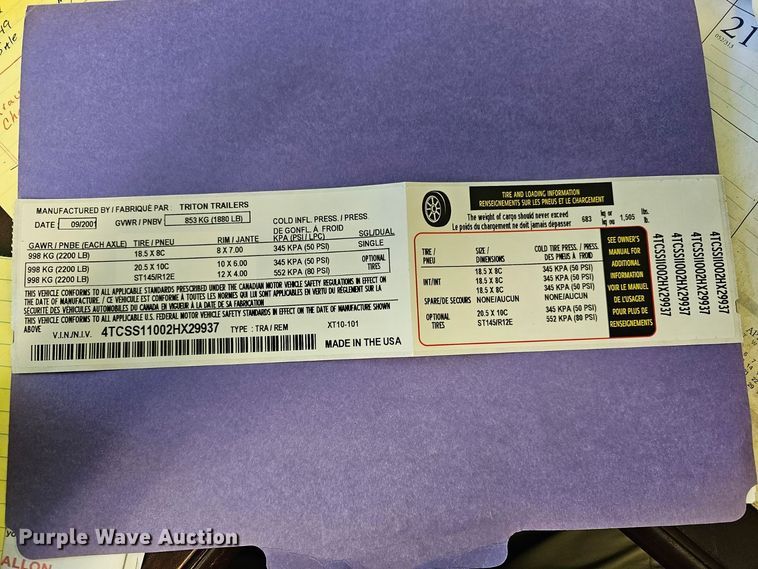 MANUFACTURED BY / FABRIQUÉ PAR : TRITON TRAILERS
DATE 09/2001 GVWR / PNBV 853 KG (1880 LB)
COLD INFL. PRESS. / PRESS.
DE GONFL. À FROID
KPA (PSI / LPC) SGL/DUAL
GAWR / PNBE (EACH AXLE) TIRE / PNEU RIM / JANTE
998 KG (2200 LB) 18.5 X 8C 8 X 7.00 345 KPA (50 PSI) SINGLE
998 KG (2200 LB) 20.5 X 10C 10 X 6.00 345 KPA (50 PSI) OPTIONAL
998 KG (2200 LB) ST145/R12E 12 X 4.00 552 KPA (80 PSI) TIRES
THIS VEHICLE CONFORMS TO ALL APPLICABLE STANDARDS PRESCRIBED UNDER THE CANADIAN MOTOR VEHICLE SAFETY REGULATIONS IN EFFECT ON
THE DATE OF MANUFACTURE / CE VÉHICULE EST CONFORME À TOUTES LES NORMES QUI LUI SONT APPLICABLES EN VERTU DU RÈGLEMENT SUR LA
SÉCURITÉ DES VÉHICULES AUTOMOBILES DU CANADA EN VIGUEUR À LA DATE DE SA FABRICATION
THIS VEHICLE CONFORMS TO ALL APPLICABLE U.S. FEDERAL MOTOR VEHICLE SAFETY STANDARDS IN EFFECT ON THE DATE OF MANUFACTURE SHOWN
ABOVE
V.I.N./N.I.V. 4TCSS11002HX29937 TYPE : TRA / REM XT10-101
MADE IN THE USA
TIRE AND LOADING INFORMATION
RENSEIGNEMENTS SUR LES PNEUS ET LE CHARGEMENT
The weight of cargo should never exceed 683 kg or 1,505 lbs.
Le poids du chargement ne doit jamais dépasser kg ou lb.
TIRE / PNEU SIZE / DIMENSIONS COLD TIRE PRESS. / PRESS. DES PNEUS À FROID
18.5 X 8C 345 KPA (50 PSI)
INT/INT 18.5 X 8C 345 KPA (50 PSI)
18.5 X 8C 345 KPA (50 PSI)
SPARE/DE SECOURS NONE/AUCUN NONE/AUCUN
OPTIONAL 20.5 X 10C 345 KPA (50 PSI)
TIRES ST145/R12E 552 KPA (80 PSI)
SEE OWNER'S
MANUAL FOR
ADDITIONAL
INFORMATION
VOIR LE MANUEL
DE L'USAGER
POUR PLUS DE
RENSEIGNEMENTS
4TCSS11002HX29937
4TCSS11002HX29937
4TCSS11002HX29937
4TCSS11002HX29937
21
Purple Wave Auction
ALLON